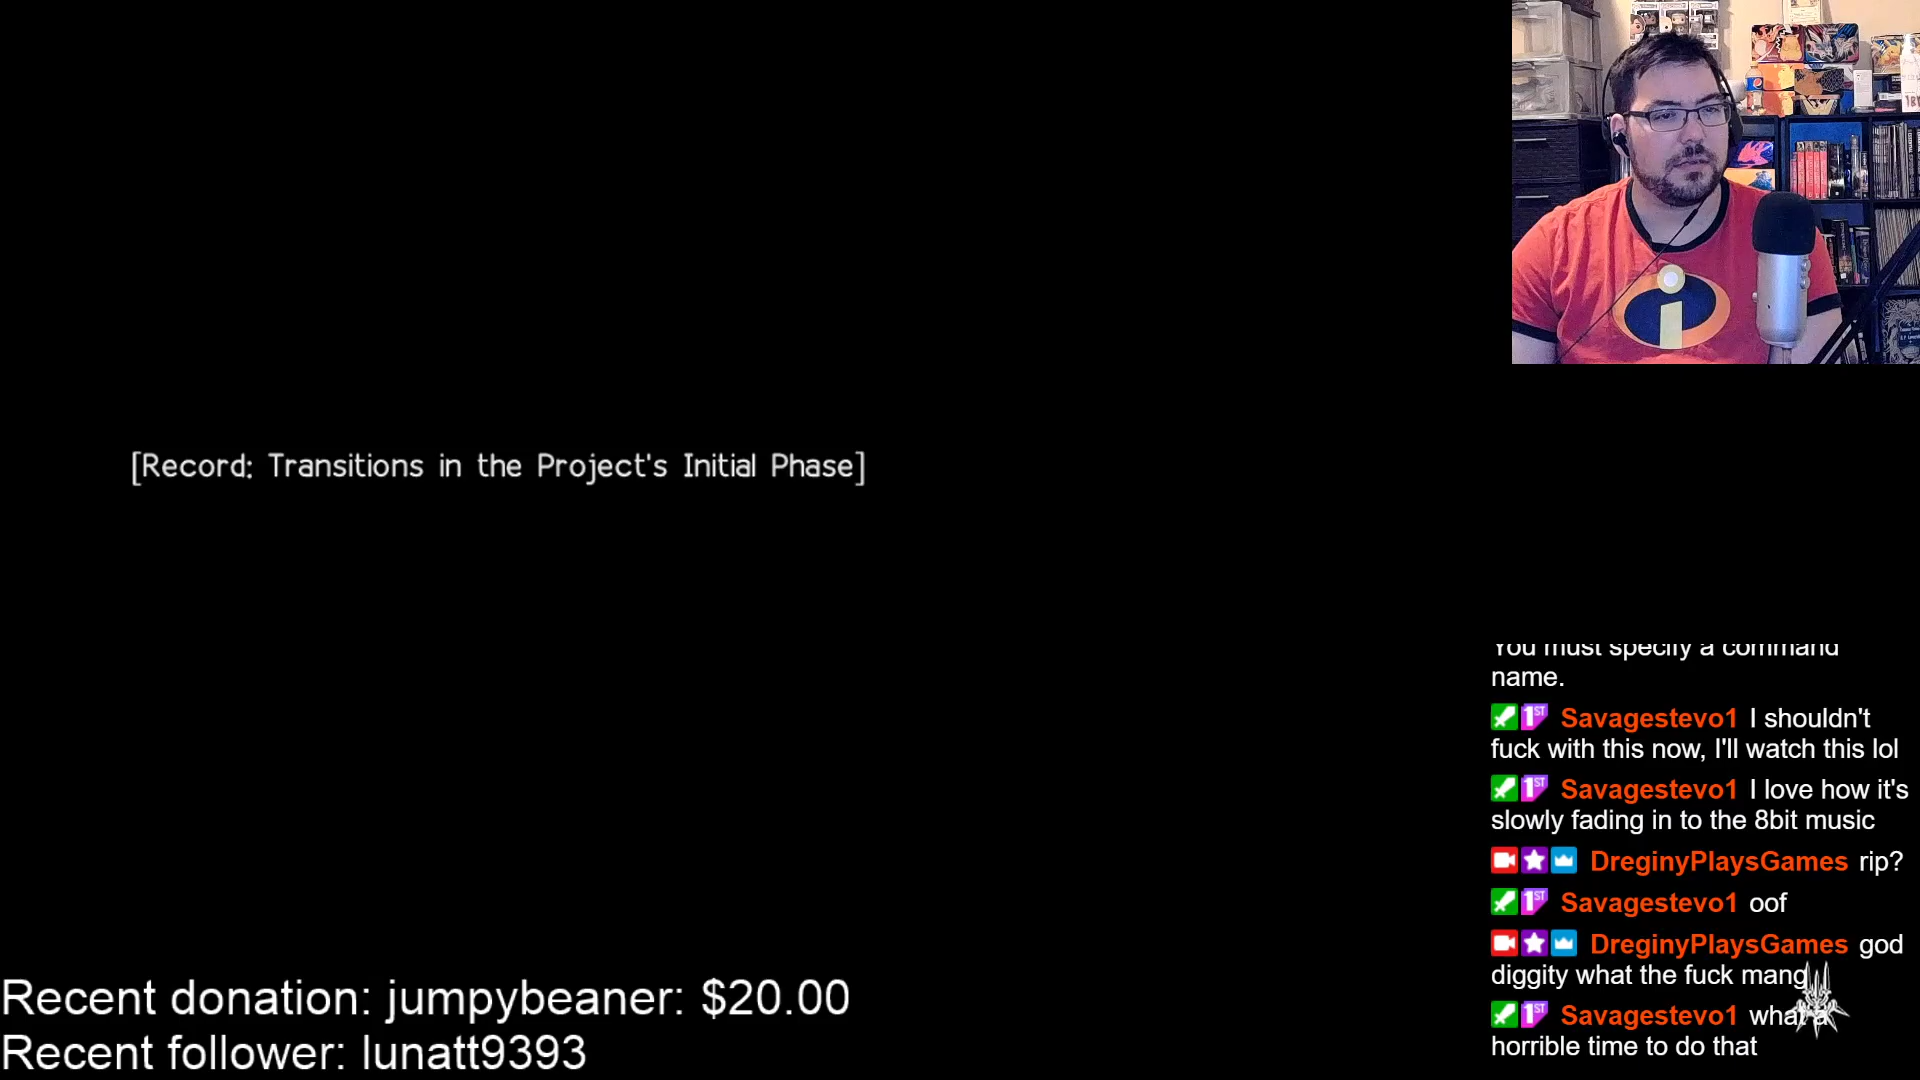 [Record: Transitions in the Project's Initial Phase]
You must specify a command
name.
Savagestevo1 I shouldn't
fuck with this now, I'll watch this lol
Savagestevo1 I love how it's
slowly fading in to the 8bit music
DreginyPlaysGames rip?
Savagestevo1 oof
DreginyPlaysGames god
diggity what the fuck mang
Savagestevo1 what a
horrible time to do that
Recent donation: jumpybeaner: $20.00
Recent follower: lunatt9393